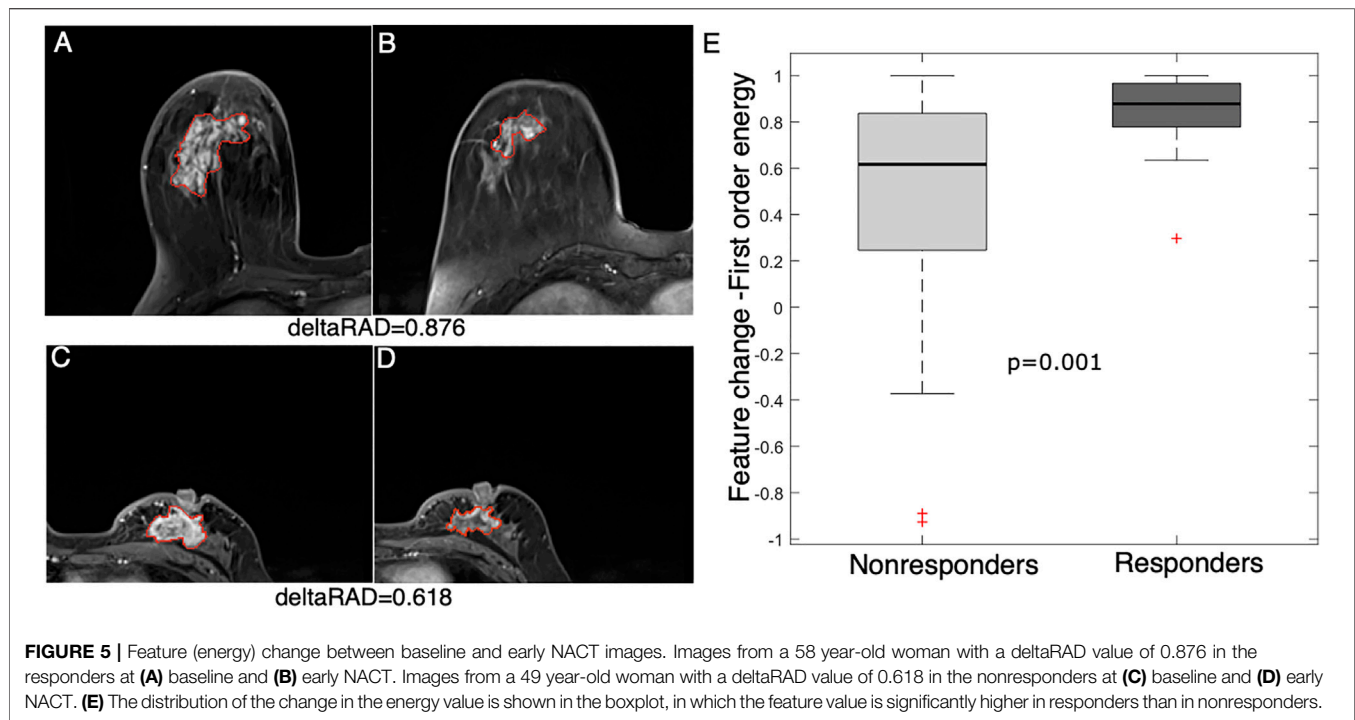 A
B
deltaRAD=0.876
C
D
deltaRAD=0.618
E
Feature change -First order energy
1
0.8
0.6
0.4
0.2
0
-0.2
-0.4
-0.6
-0.8
-1
p=0.001
Nonresponders Responders
FIGURE 5 | Feature (energy) change between baseline and early NACT images. Images from a 58 year-old woman with a deltaRAD value of 0.876 in the
responders at (A) baseline and (B) early NACT. Images from a 49 year-old woman with a deltaRAD value of 0.618 in the nonresponders at (C) baseline and (D) early
NACT. (E) The distribution of the change in the energy value is shown in the boxplot, in which the feature value is significantly higher in responders than in nonresponders.